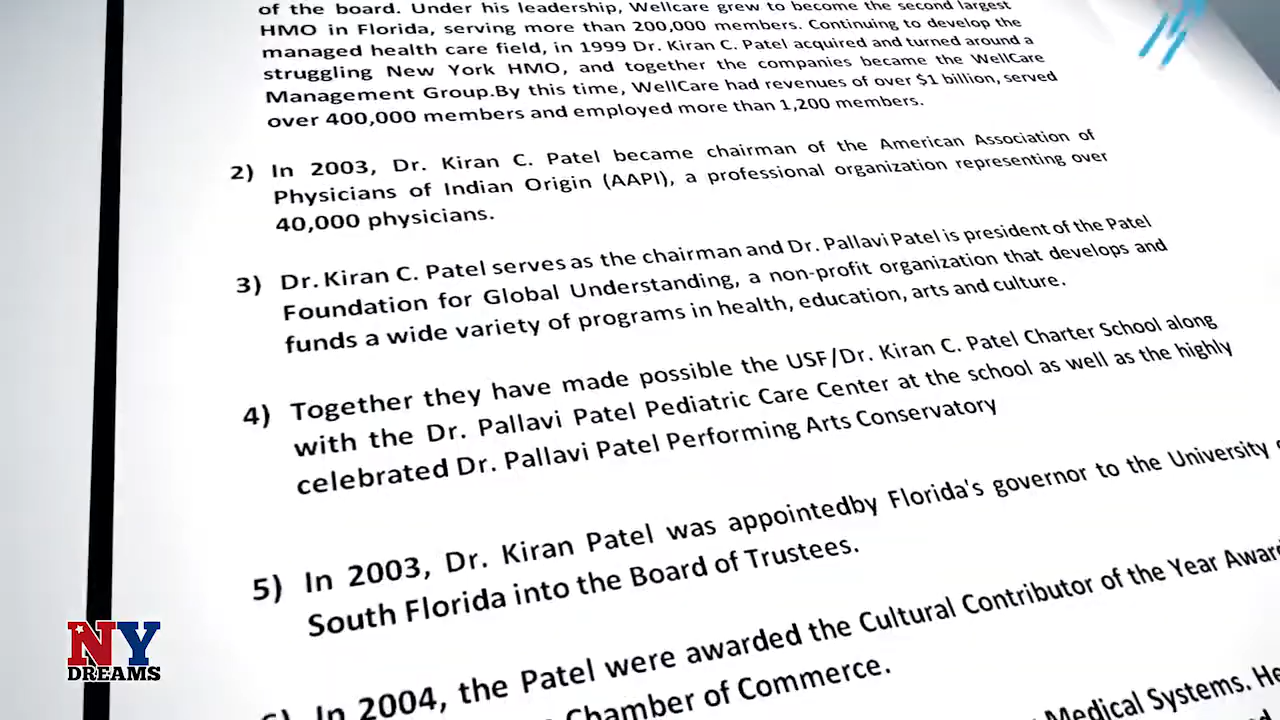 of the board. Under his leadership, Wellcare grew to become the second largest
HMO in Florida, serving more than 200,000 members. Continuing to develop the
managed health care field, in 1999 Dr. Kiran C. Patel acquired and turned around a
struggling New York HMO, and together the companies became the WellCare
Management Group.By this time, WellCare had revenues of over $1 billion, served
over 400,000 members and employed more than 1,200 members.
2) In 2003, Dr. Kiran C. Patel became chairman of the American Association of
Physicians of Indian Origin (AAPI), a professional organization representing over
40,000 physicians.
3) Dr. Kiran C. Patel serves as the chairman and Dr. Pallavi Patel is president of the Patel
Foundation for Global Understanding, a non-profit organization that develops and
funds a wide variety of programs in health, education, arts and culture.
4) Together they have made possible the USF/Dr. Kiran C. Patel Charter School along
with the Dr. Pallavi Patel Pediatric Care Center at the school as well as the highly
celebrated Dr. Pallavi Patel Performing Arts Conservatory
5) In 2003, Dr. Kiran Patel was appointedby Florida's governor to the University
South Florida into the Board of Trustees.
In 2004, the Patel were awarded the Cultural Contributor of the Year Award
Chamber of Commerce.
Medical Systems. He
NY
DREAMS